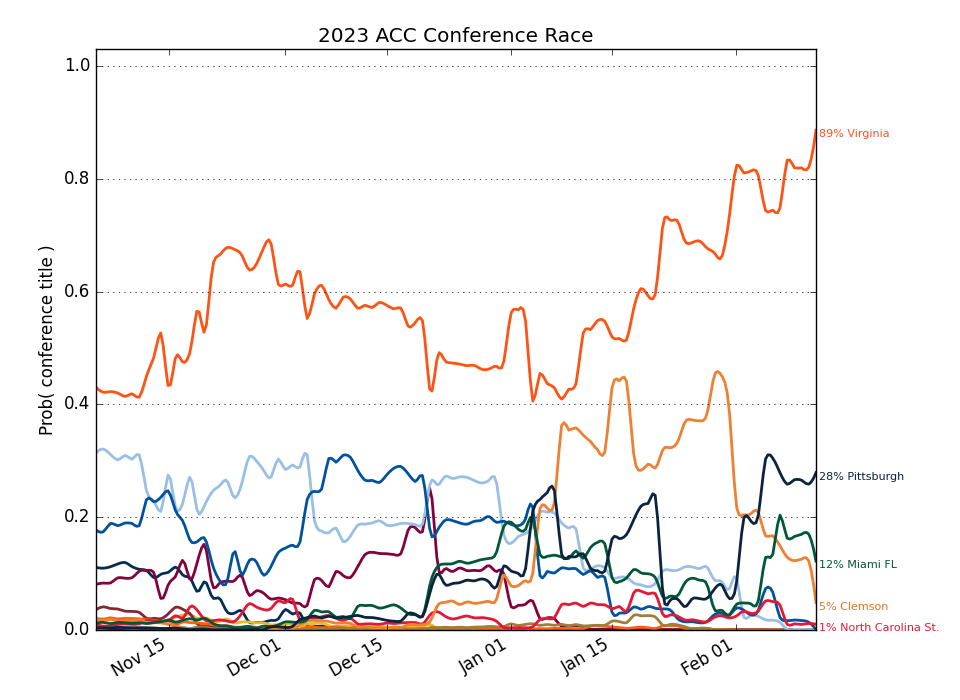 2023 ACC Conference Race
Prob( conference title )
1.0
0.8
0.6
0.4
0.2
0.0
Nov 15
Dec 01
Dec 15
Jan 01
Jan 15
Feb 01
89% Virginia
28% Pittsburgh
12% Miami FL
5% Clemson
1% North Carolina St.